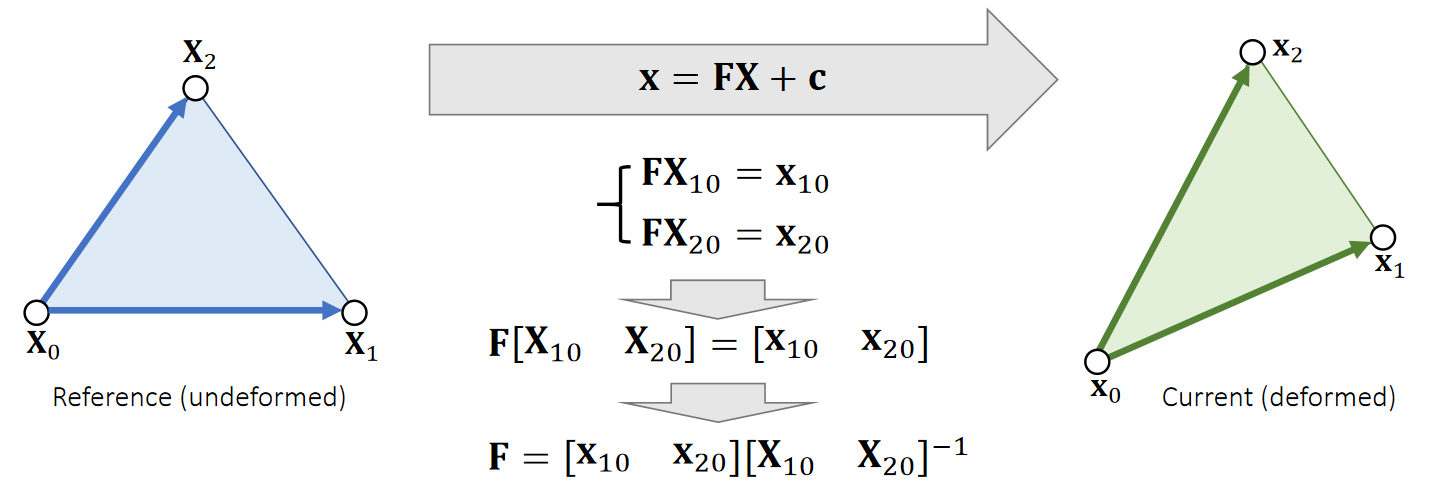 X₂
X₀
X₁
Reference (undeformed)
x = FX + c
FX₁₀ = x₁₀
FX₂₀ = x₂₀
F[X₁₀ X₂₀] = [x₁₀ x₂₀]
F = [x₁₀ x₂₀][X₁₀ X₂₀]⁻¹
x₂
x₁
x₀
Current (deformed)